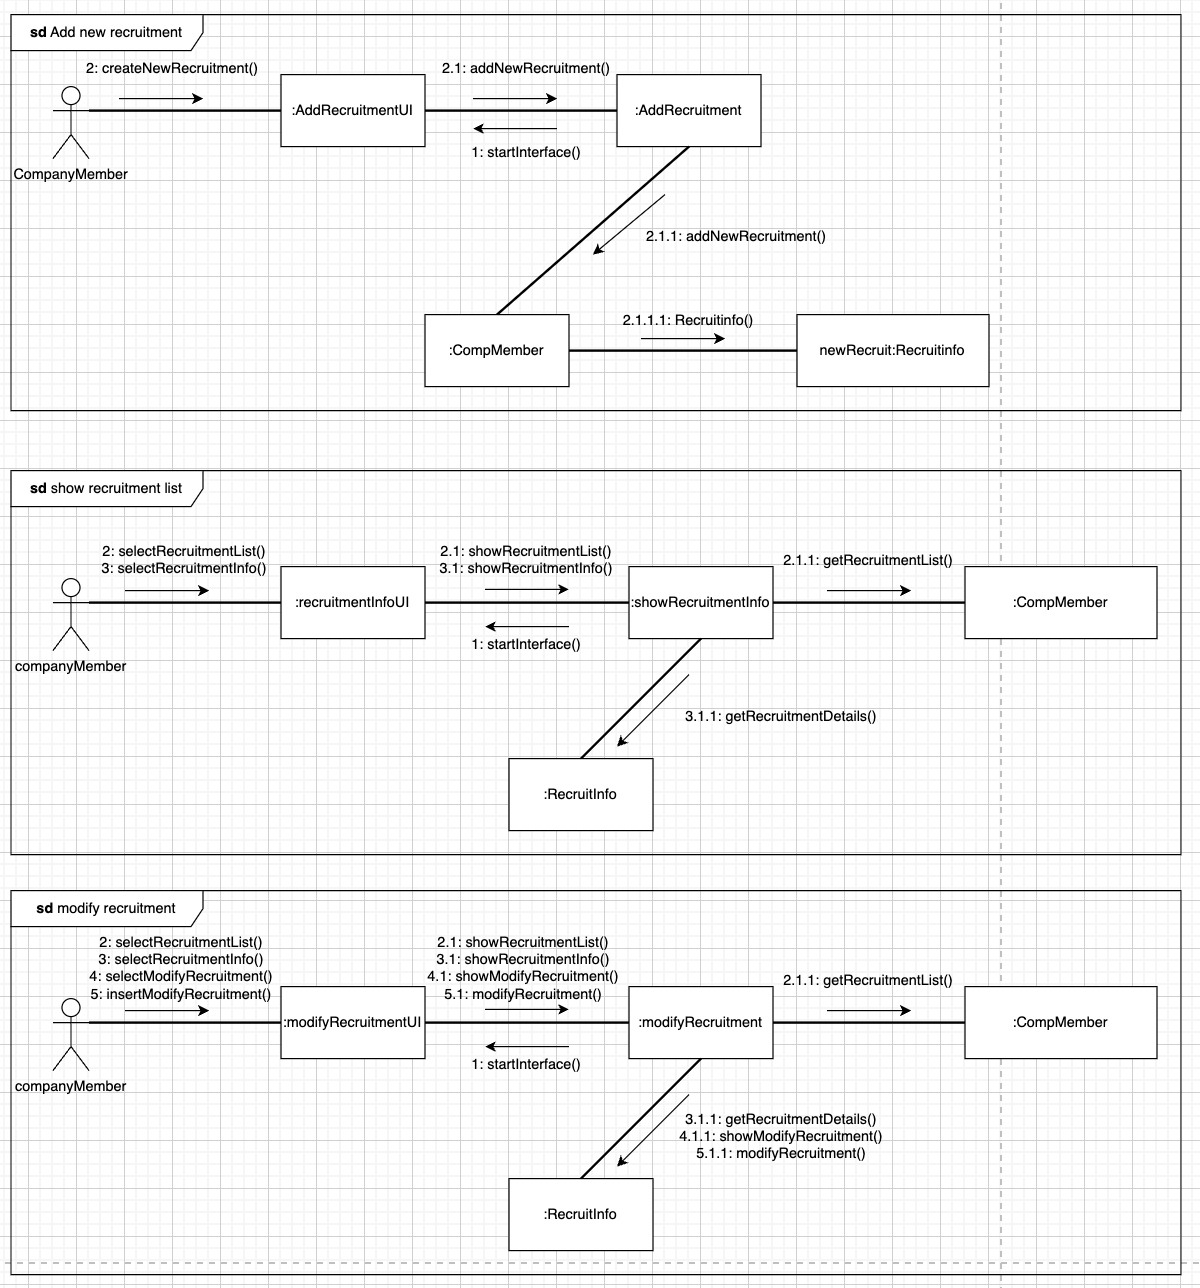 sd Add new recruitment
2: createNewRecruitment()
2.1: addNewRecruitment()
:AddRecruitmentUI
:AddRecruitment
1: startInterface()
CompanyMember
2.1.1: addNewRecruitment()
2.1.1.1: Recruitinfo()
:CompMember
newRecruit:Recruitinfo
sd show recruitment list
2: selectRecruitmentList()
3: selectRecruitmentInfo()
2.1: showRecruitmentList()
3.1: showRecruitmentInfo()
2.1.1: getRecruitmentList()
:recruitmentInfoUI
:showRecruitmentInfo
:CompMember
1: startInterface()
companyMember
3.1.1: getRecruitmentDetails()
:RecruitInfo
sd modify recruitment
2: selectRecruitmentList()
3: selectRecruitmentInfo()
4: selectModifyRecruitment()
5: insertModifyRecruitment()
2.1: showRecruitmentList()
3.1: showRecruitmentInfo()
4.1: showModifyRecruitment()
5.1: modifyRecruitment()
2.1.1: getRecruitmentList()
:modifyRecruitmentUI
:modifyRecruitment
:CompMember
1: startInterface()
companyMember
3.1.1: getRecruitmentDetails()
4.1.1: showModifyRecruitment()
5.1.1: modifyRecruitment()
:RecruitInfo